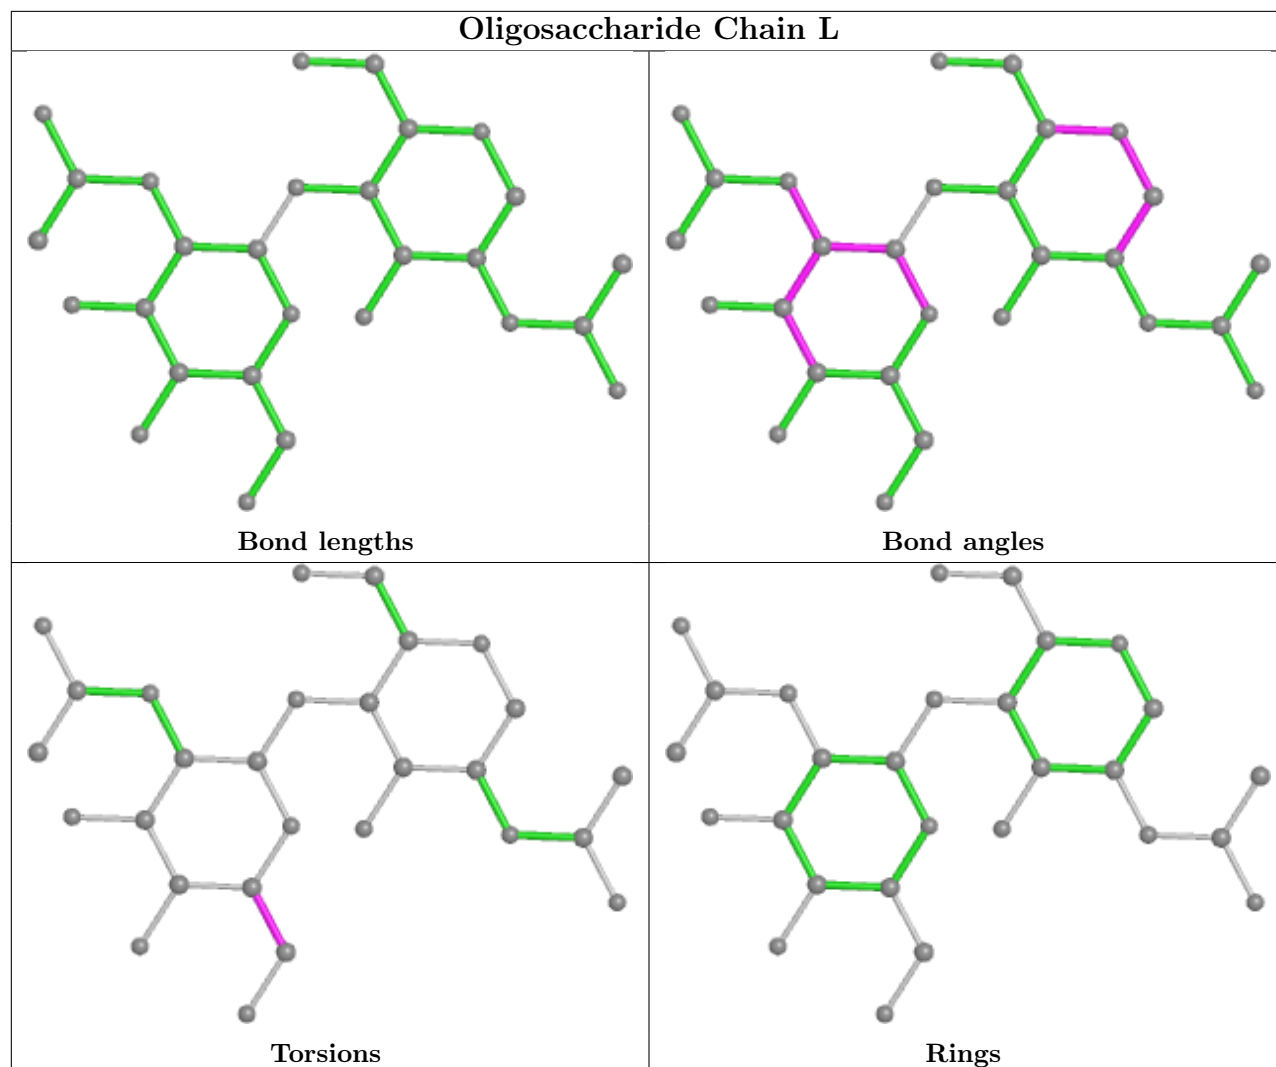 Oligosaccharide Chain L
Bond lengths
Bond angles
Torsions
Rings